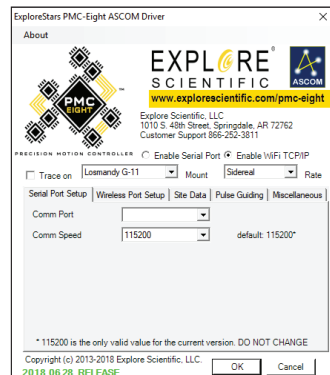 ExploreStars PMC-Eight ASCOM Driver
About
PMC
EIGHT
™
PRECISION MOTION CONTROLLER
EXPLORE®
SCIENTIFIC
ASCOM
www.explorescientific.com/pmc-eight
Explore Scientific, LLC
1010 S. 48th Street, Springdale, AR 72762
Customer Support 866-252-3811
Enable Serial Port Enable WiFi TCP/IP
Trace on Losmandy G-11 Mount Sidereal Rate
Serial Port Setup Wireless Port Setup Site Data Pulse Guiding Miscellaneous
Comm Port
Comm Speed 115200 default: 115200*
* 115200 is the only valid value for the current version. DO NOT CHANGE
Copyright (c) 2013-2018 Explore Scientific, LLC.
2018 06 28 RELEASE
OK Cancel